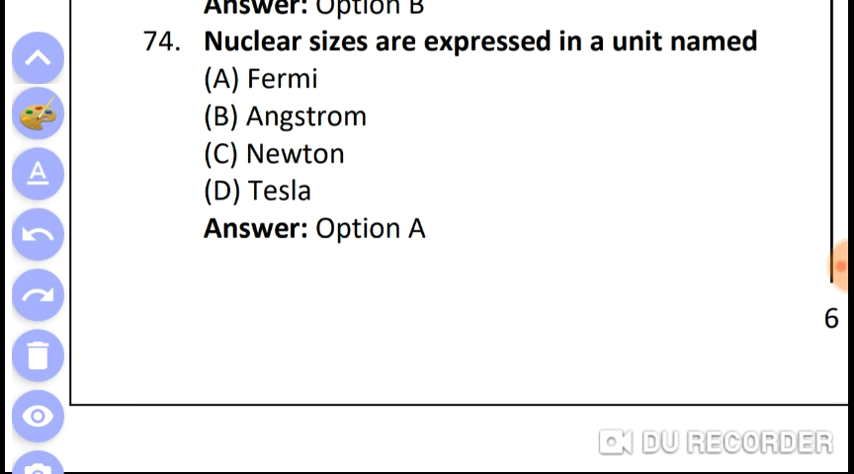 Answer: Option B
74. Nuclear sizes are expressed in a unit named
(A) Fermi
(B) Angstrom
(C) Newton
(D) Tesla
Answer: Option A
6
A
DU RECORDER